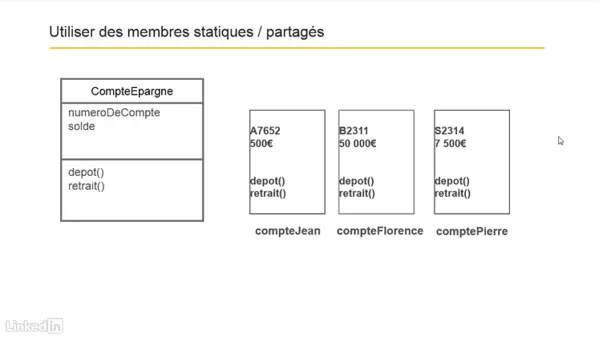 Utiliser des membres statiques / partagés
CompteEpargne
numeroDeCompte
solde
depot()
retrait()
A7652
500€
depot()
retrait()
compteJean
B2311
50 000€
depot()
retrait()
compteFlorence
S2314
7 500€
depot()
retrait()
comptePierre
LinkedIn